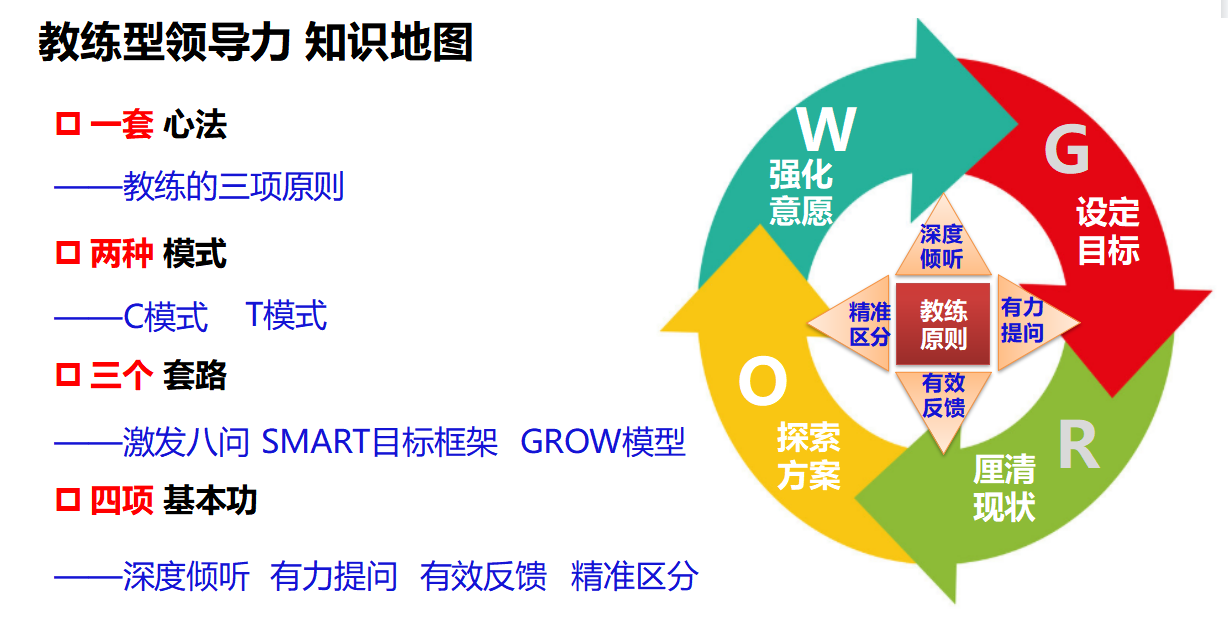 教练型领导力 知识地图
一套 心法
——教练的三项原则
两种 模式
——C模式 T模式
三个 套路
——激发八问 SMART目标框架 GROW模型
四项 基本功
——深度倾听 有力提问 有效反馈 精准区分
W
强化
意愿
G
设定
目标
深度
倾听
精准
区分
教练
原则
有力
提问
有效
反馈
O
探索
方案
R
厘清
现状